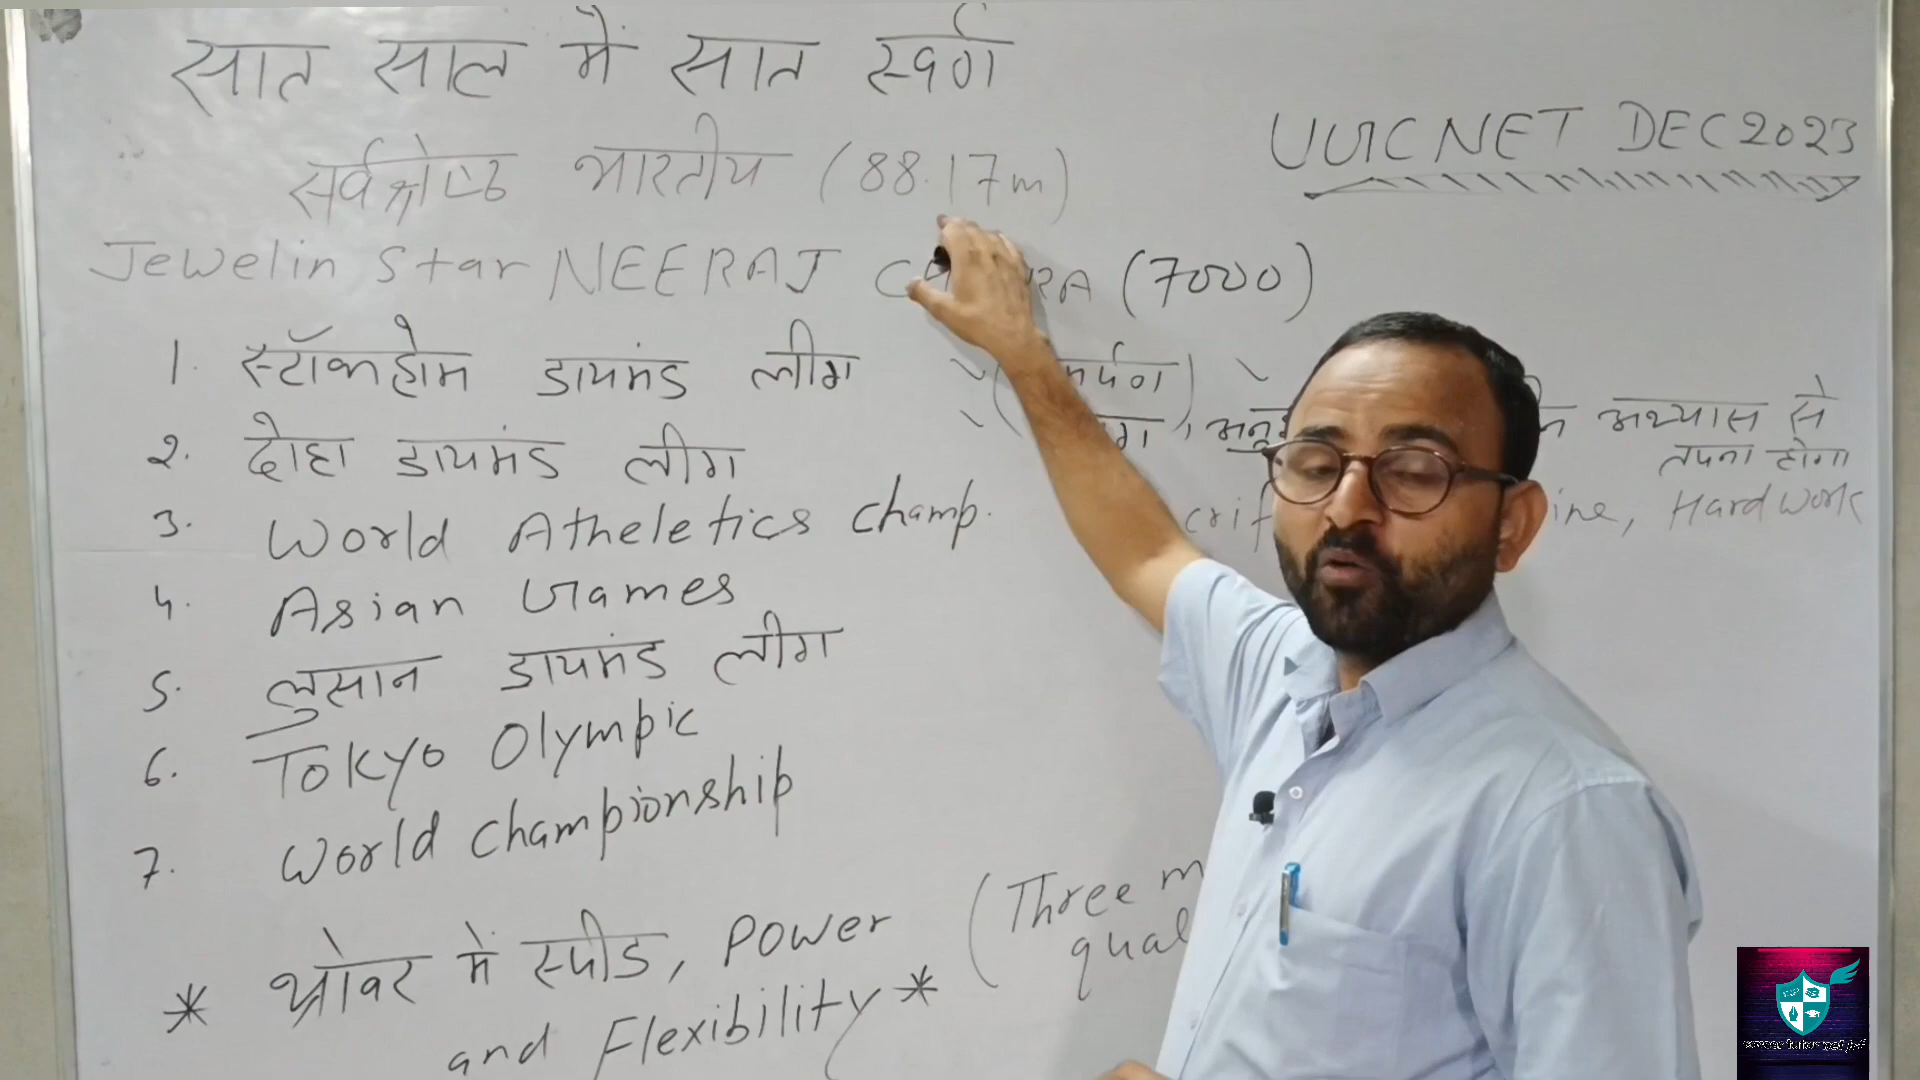 सात साल में सात स्वर्ण
UGC NET DEC 2023
सर्वश्रेष्ठ भारतीय (88.17m)
Jewelin Star NEERAJ (7000)
1. स्टॉकहोम डायमंड लीग
अभ्यास से
तपना होगा
2. दोहा डायमंड लीग
Hard Work
3. World Atheletics Champ.
4. Asian Games
5. लुसान डायमंड लीग
6. Tokyo Olympic
7. World Championship
(Three
* थ्रोवर में स्पीड, Power
and Flexibility *